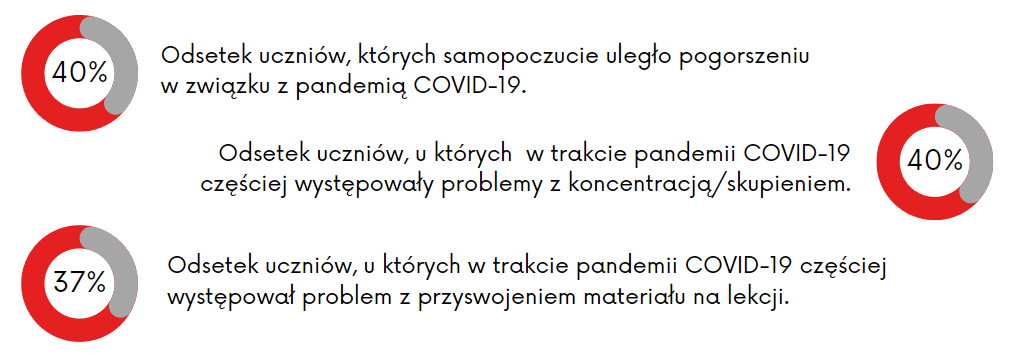 40%
Odsetek uczniów, których samopoczucie uległo pogorszeniu
w związku z pandemią COVID-19.
Odsetek uczniów, u których w trakcie pandemii COVID-19
częściej występowały problemy z koncentracją/skupieniem.
40%
37%
Odsetek uczniów, u których w trakcie pandemii COVID-19 częściej
występował problem z przyswojeniem materiału na lekcji.